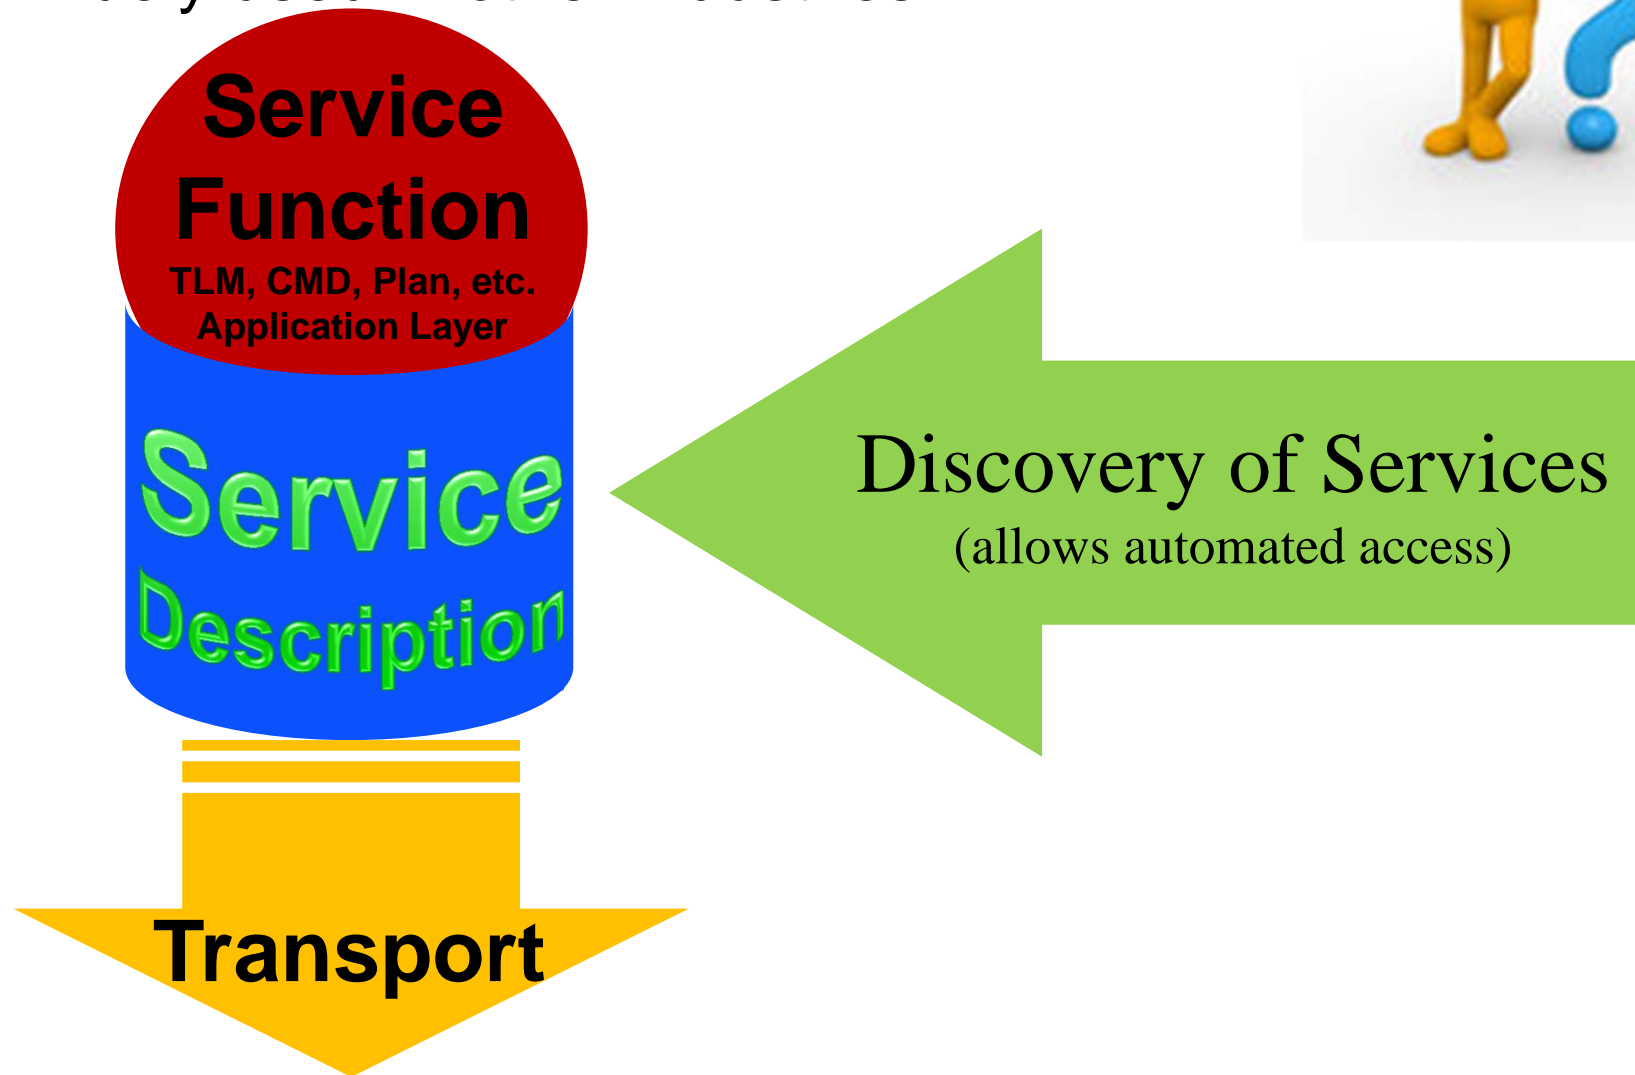 Service
Function
TLM, CMD, Plan, etc.
Application Layer
Service
Description
Discovery of Services
(allows automated access)
Transport